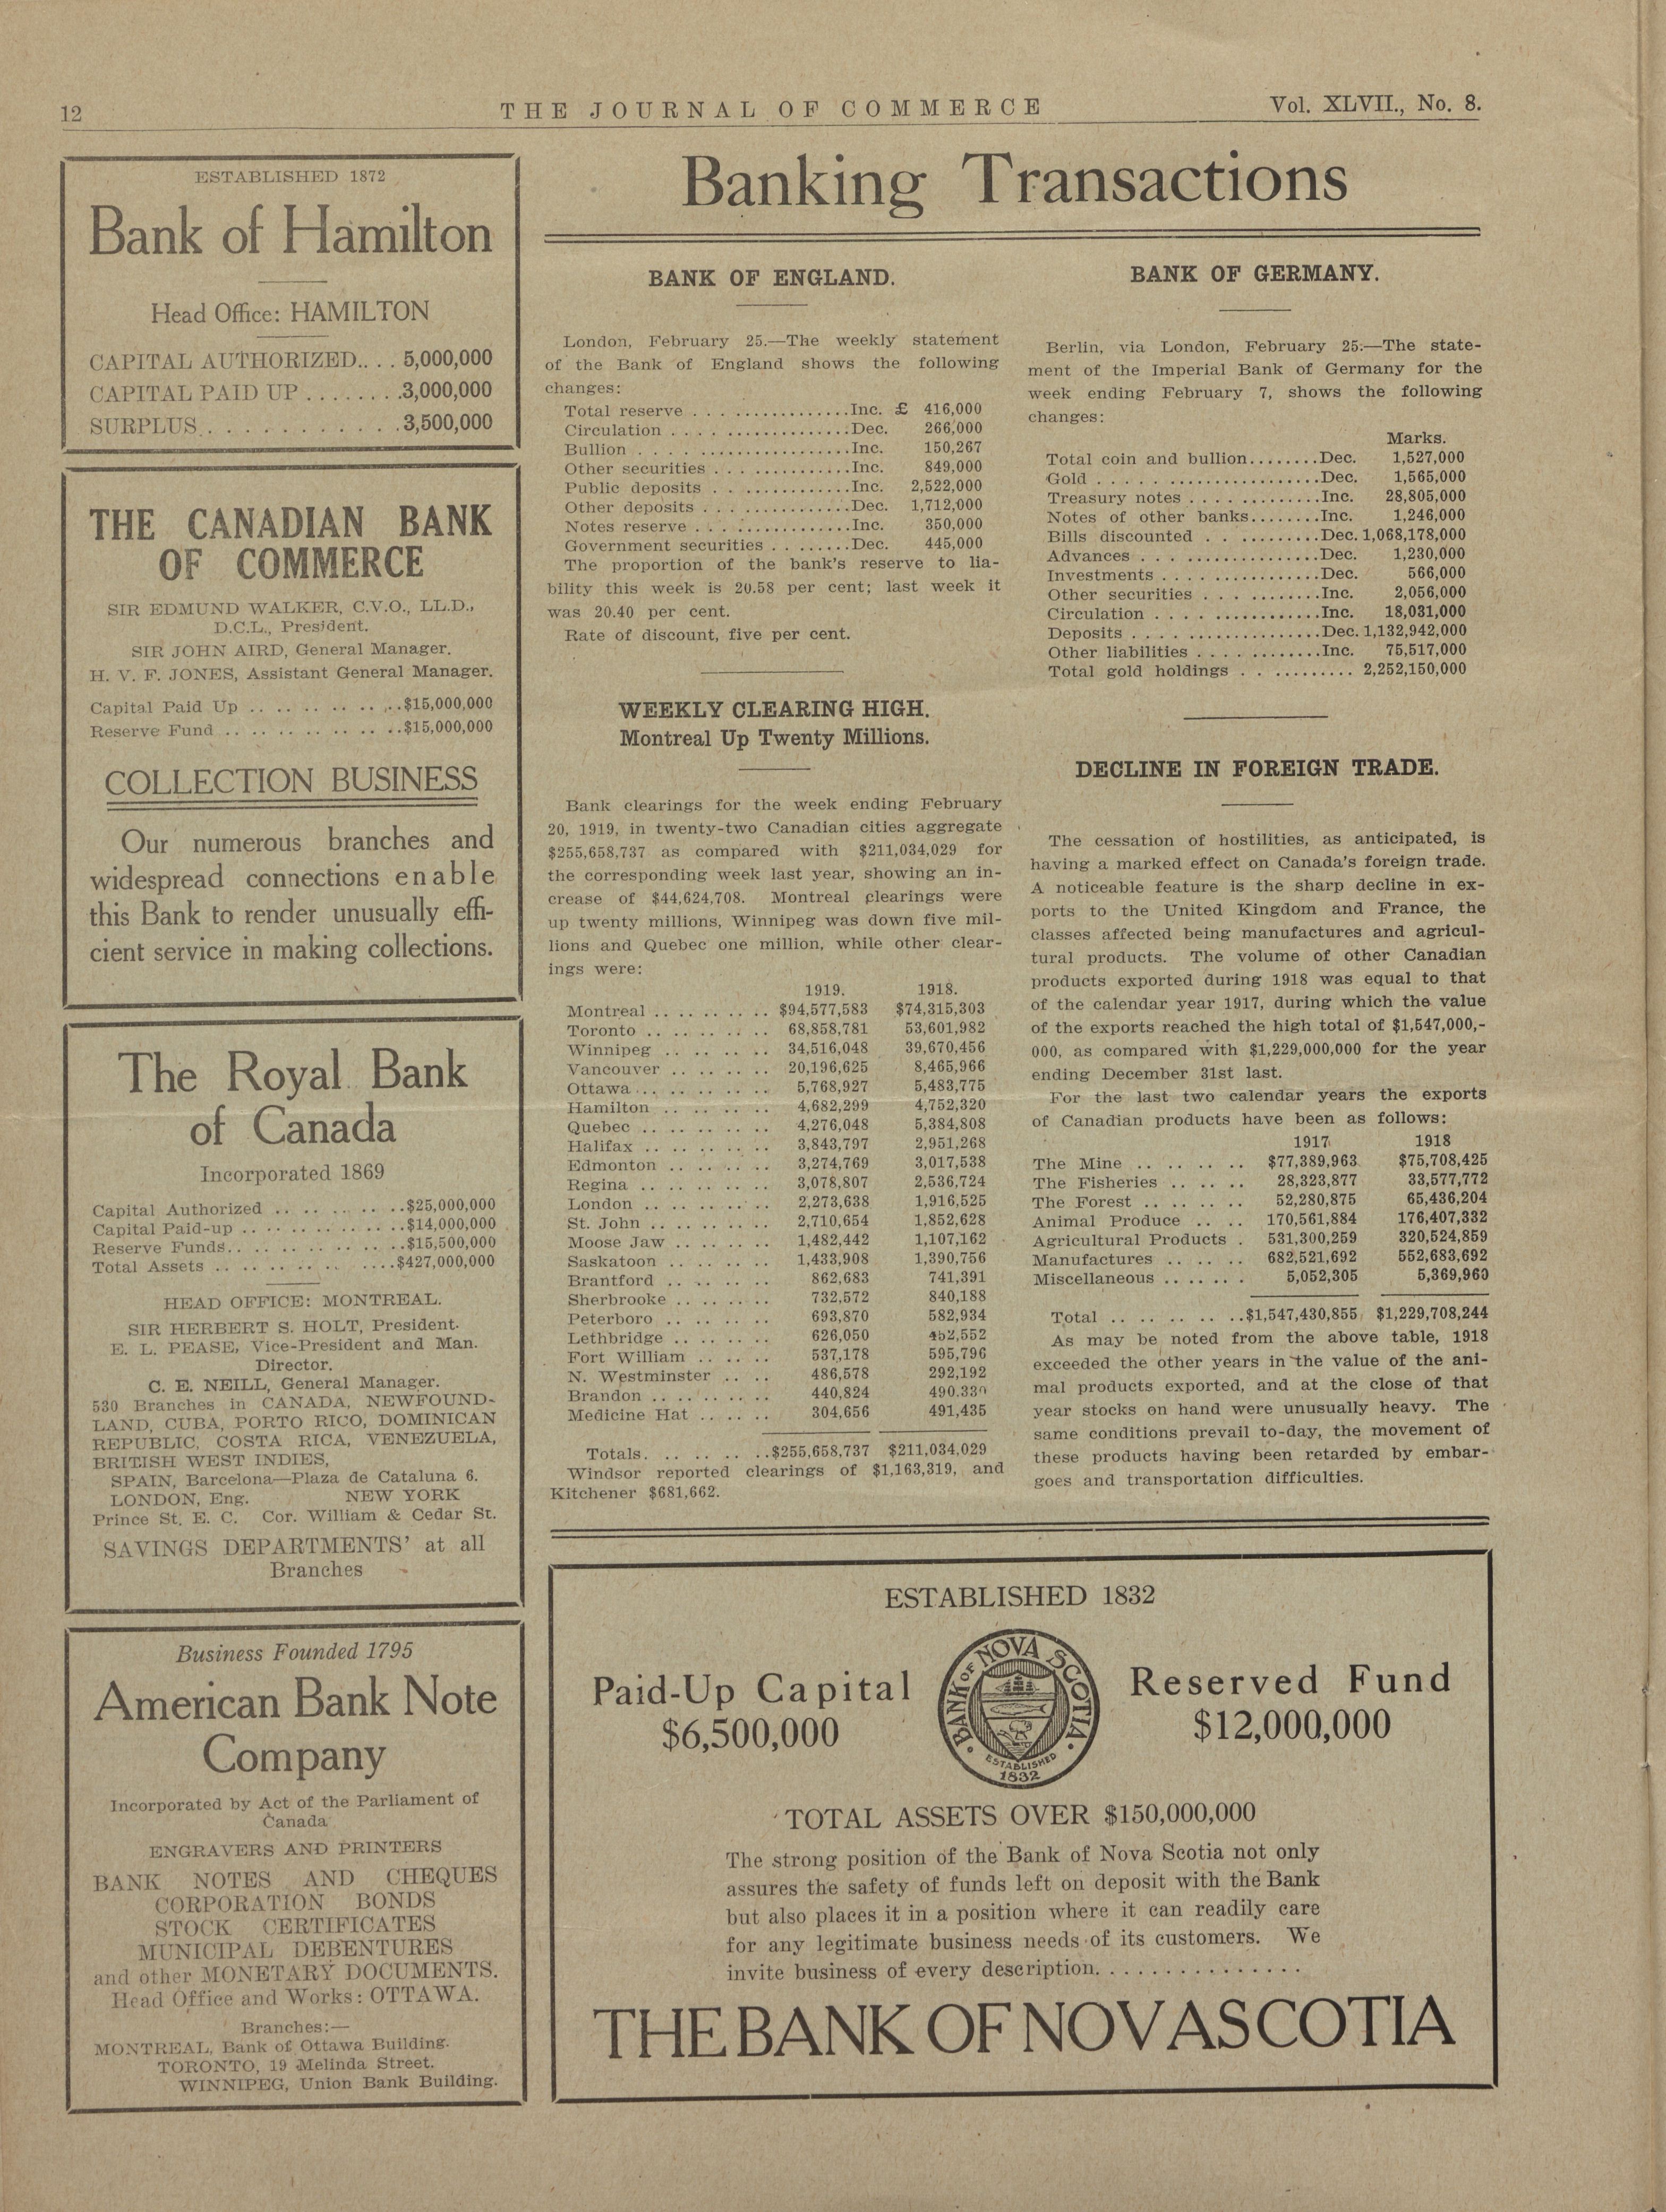 12
THE JOURNAL OF COMMERCE
Vol. XLVII., No. 8.
ESTABLISHED 1872
Bank of Hamilton
Head Office: HAMILTON
CAPITAL AUTHORIZED.. . . 5,000,000
CAPITAL PAID UP . . . . . . . .3,000,000
SURPLUS. . . . . . . . . . . .3,500,000
THE CANADIAN BANK
OF COMMERCE
SIR EDMUND WALKER, C.V.O., LL.D.,
D.C.L., President.
SIR JOHN AIRD, General Manager.
H. V. F. JONES, Assistant General Manager.
Capital Paid Up .. .. .. .. .. ..$15,000,000
Reserve Fund .. .. .. .. .. .. ..$15,000,000
COLLECTION BUSINESS
Our numerous branches and
widespread connections enable
this Bank to render unusually effi-
cient service in making collections.
The Royal Bank
of Canada
Incorporated 1869
Capital Authorized .. .. .. .. ..$25,000,000
Capital Paid-up .. .. .. .. .. .. ..$14,000,000
Reserve Funds.. .. .. .. .. .. ..$15,500,000
Total Assets .. .. .. .. .. ....$427,000,000
HEAD OFFICE: MONTREAL.
SIR HERBERT S. HOLT, President.
E. L. PEASE, Vice-President and Man.
Director.
C. E. NEILL, General Manager.
530 Branches in CANADA, NEWFOUND-
LAND, CUBA, PORTO RICO, DOMINICAN
REPUBLIC, COSTA RICA, VENEZUELA,
BRITISH WEST INDIES,
SPAIN, Barcelona—Plaza de Cataluna 6.
LONDON, Eng. NEW YORK
Prince St. E. C. Cor. William & Cedar St.
SAVINGS DEPARTMENTS' at all
Branches
Business Founded 1795
American Bank Note
Company
Incorporated by Act of the Parliament of
Canada
ENGRAVERS AND PRINTERS
BANK NOTES AND CHEQUES
CORPORATION BONDS
STOCK CERTIFICATES
MUNICIPAL DEBENTURES
and other MONETARY DOCUMENTS.
Head Office and Works: OTTAWA.
Branches:—
MONTREAL, Bank of Ottawa Building.
TORONTO, 19 Melinda Street.
WINNIPEG, Union Bank Building.
Banking Transactions
BANK OF ENGLAND.
London, February 25.—The weekly statement
of the Bank of England shows the following
changes:
Total reserve . . . . . . . . . . . . . . . .Inc. £ 416,000
Circulation . . . . . . . . . . . . . . . . . .Dec. 266,000
Bullion . . . . . . . . . . . . . . . . . . . .Inc. 150,267
Other securities . . . . . . . . . . . . . .Inc. 849,000
Public deposits . . . . . . . . . . . . . .Inc. 2,522,000
Other deposits . . . . . . . . . . . . . . .Dec. 1,712,000
Notes reserve . . . . . . . . . . . . . . . .Inc. 350,000
Government securities . . . . . . . .Dec. 445,000
The proportion of the bank's reserve to lia-
bility this week is 20.58 per cent; last week it
was 20.40 per cent.
Rate of discount, five per cent.
WEEKLY CLEARING HIGH.
Montreal Up Twenty Millions.
Bank clearings for the week ending February
20, 1919, in twenty-two Canadian cities aggregate
$255,658,737 as compared with $211,034,029 for
the corresponding week last year, showing an in-
crease of $44,624,708. Montreal clearings were
up twenty millions, Winnipeg was down five mil-
lions and Quebec one million, while other clear-
ings were:
1919. 1918.
Montreal .. .. .. .. .. $94,577,583 $74,315,303
Toronto .. .. .. .. .. 68,858,781 53,601,982
Winnipeg .. .. .. .. 34,516,048 39,670,456
Vancouver .. .. .. .. 20,196,625 8,465,966
Ottawa .. .. .. .. .. 5,768,927 5,483,775
Hamilton .. .. .. .. 4,682,299 4,752,320
Quebec .. .. .. .. .. 4,276,048 5,384,808
Halifax .. .. .. .. .. 3,843,797 2,951,268
Edmonton .. .. .. .. 3,274,769 3,017,538
Regina .. .. .. .. .. 3,078,807 2,536,724
London .. .. .. .. .. 2,273,638 1,916,525
St. John .. .. .. .. .. 2,710,654 1,852,628
Moose Jaw .. .. .. .. 1,482,442 1,107,162
Saskatoon .. .. .. .. 1,433,908 1,390,756
Brantford .. .. .. .. 862,683 741,391
Sherbrooke .. .. .. .. 732,572 840,188
Peterboro .. .. .. .. 693,870 582,934
Lethbridge .. .. .. .. 626,050 452,552
Fort William .. .. .. 537,178 595,796
N. Westminster .. .. 486,578 292,192
Brandon .. .. .. .. .. 440,824 490.330
Medicine Hat .. .. .. 304,656 491,435
Totals. .. .. .. ..$255,658,737 $211,034,029
Windsor reported clearings of $1,163,319, and
Kitchener $681,662.
BANK OF GERMANY.
Berlin, via London, February 25.—The state-
ment of the Imperial Bank of Germany for the
week ending February 7, shows the following
changes:
Marks.
Total coin and bullion. . . . . . . .Dec. 1,527,000
Gold . . . . . . . . . . . . . . . . . . . . . .Dec. 1,565,000
Treasury notes . . . . . . . . . . . . .Inc. 28,805,000
Notes of other banks. . . . . . . .Inc. 1,246,000
Bills discounted . . . . . . . . . . .Dec. 1,068,178,000
Advances . . . . . . . . . . . . . . . . .Dec. 1,230,000
Investments . . . . . . . . . . . . . . .Dec. 566,000
Other securities . . . . . . . . . . .Inc. 2,056,000
Circulation . . . . . . . . . . . . . . . .Inc. 18,031,000
Deposits . . . . . . . . . . . . . . . . . .Dec. 1,132,942,000
Other liabilities . . . . . . . . . . . .Inc. 75,517,000
Total gold holdings . . . . . . . . . . . 2,252,150,000
DECLINE IN FOREIGN TRADE.
The cessation of hostilities, as anticipated, is
having a marked effect on Canada's foreign trade.
A noticeable feature is the sharp decline in ex-
ports to the United Kingdom and France, the
classes affected being manufactures and agricul-
tural products. The volume of other Canadian
products exported during 1918 was equal to that
of the calendar year 1917, during which the value
of the exports reached the high total of $1,547,000,-
000, as compared with $1,229,000,000 for the year
ending December 31st last.
For the last two calendar years the exports
of Canadian products have been as follows:
1917 1918
The Mine .. .. .. .. $77,389,963 $75,708,425
The Fisheries .. .. .. 28,323,877 33,577,772
The Forest .. .. .. .. 52,280,875 65,436,204
Animal Produce .. .. 170,561,884 176,407,332
Agricultural Products . 531,300,259 320,524,859
Manufactures .. .. .. 682,521,692 552,683,692
Miscellaneous .. .. .. . 5,052,305 5,369,960
Total .. .. .. .. ..$1,547,430,855 $1,229,708,244
As may be noted from the above table, 1918
exceeded the other years in the value of the ani-
mal products exported, and at the close of that
year stocks on hand were unusually heavy. The
same conditions prevail to-day, the movement of
these products having been retarded by embar-
goes and transportation difficulties.
ESTABLISHED 1832
Paid-Up Capital
$6,500,000
BANK OF NOVA SCOTIA
ESTABLISHED
1832
Reserved Fund
$12,000,000
TOTAL ASSETS OVER $150,000,000
The strong position of the Bank of Nova Scotia not only
assures the safety of funds left on deposit with the Bank
but also places it in a position where it can readily care
for any legitimate business needs of its customers. We
invite business of every description. . . . . . . . . . . . . . .
THE BANK OF NOVA SCOTIA